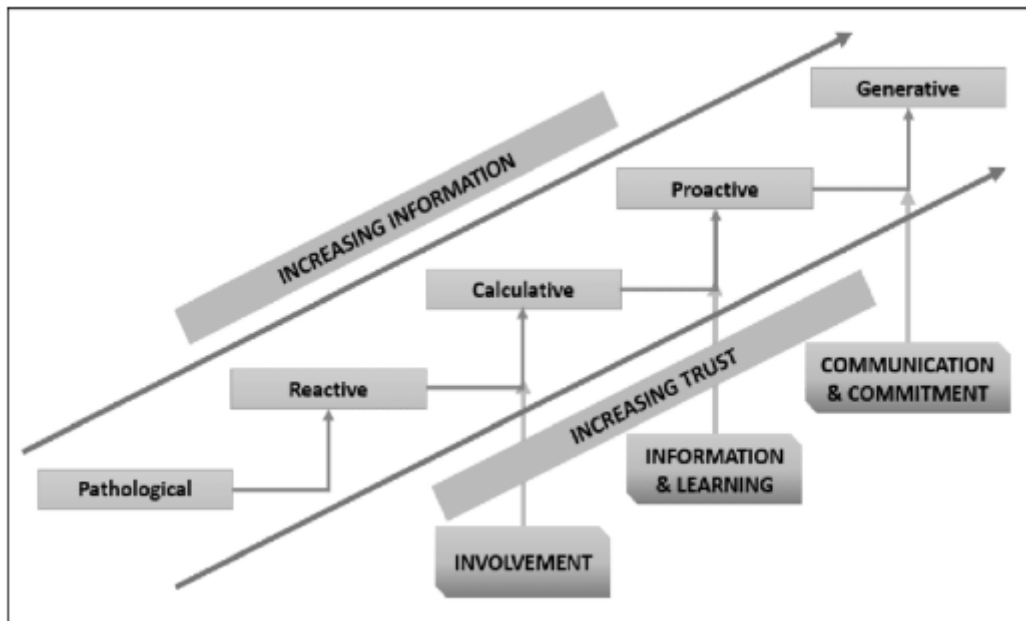 Generative
INCREASING INFORMATION
Proactive
Calculative
INCREASING TRUST
COMMUNICATION
& COMMITMENT
Reactive
INFORMATION
& LEARNING
Pathological
INVOLVEMENT